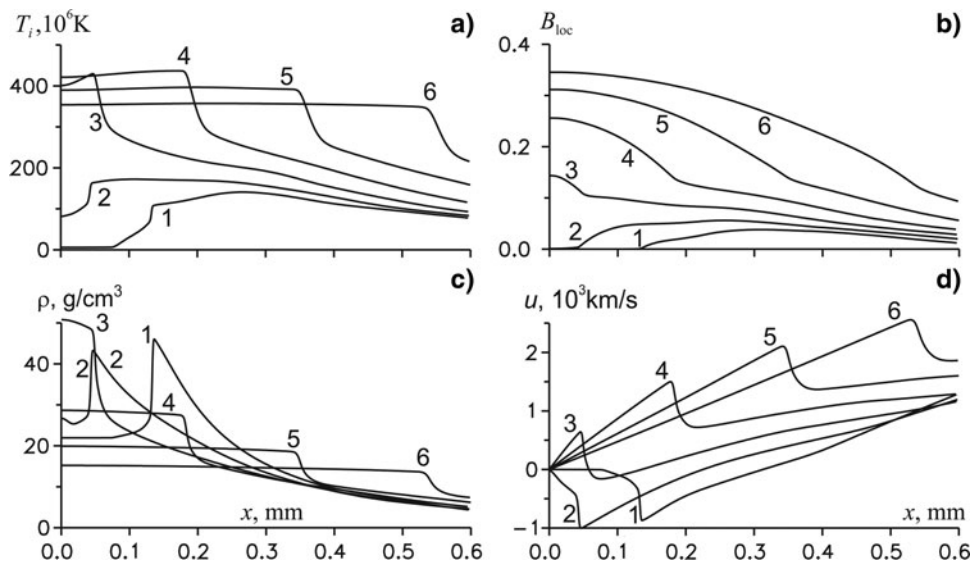 T_i, 10^6 K a)
400
200
0
1 2 3 4 5 6
B_loc b)
0.4
0.2
0.0
1 2 3 4 5 6
ρ, g/cm^3 c)
40
20
0
1 2 2 3 4 5 6
x, mm
0.0 0.1 0.2 0.3 0.4 0.5 0.6
u, 10^3 km/s d)
2
1
0
−1
1 2 3 4 5 6
x, mm
0.0 0.1 0.2 0.3 0.4 0.5 0.6